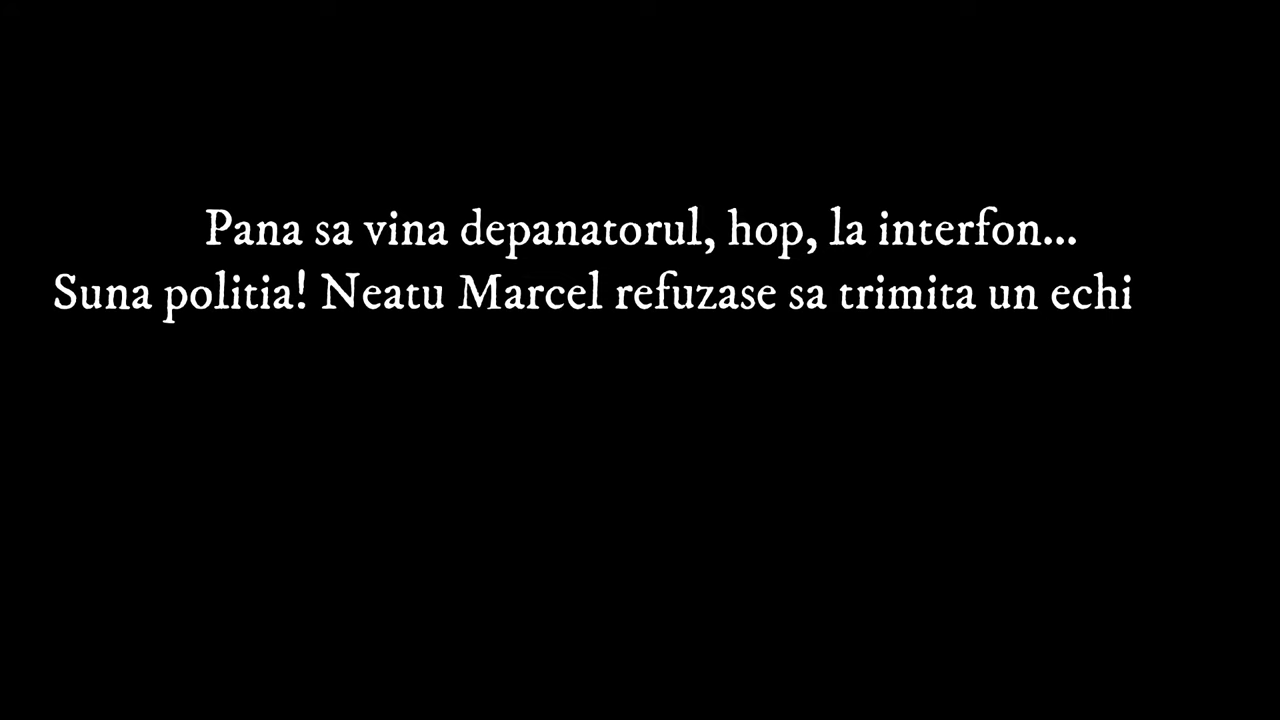 Pana sa vina depanatorul, hop, la interfon...
Suna politia! Neatu Marcel refuzase sa trimita un echi